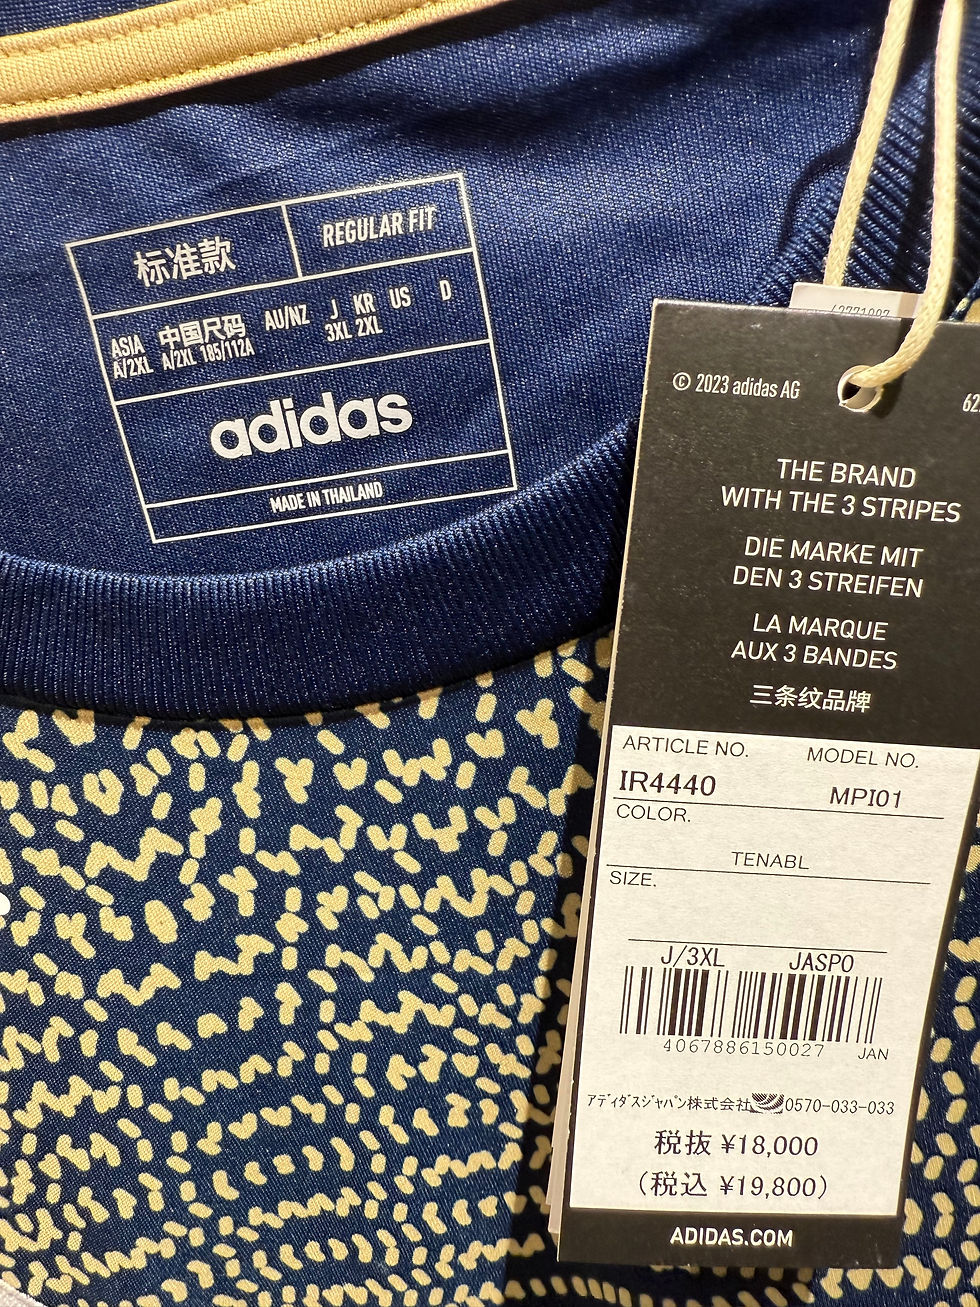 标准款
REGULAR FIT
ASIA 中国尺码 AU/NZ J KR US D
A/2XL A/2XL 185/112A 3XL 2XL
adidas
MADE IN THAILAND
© 2023 adidas AG
THE BRAND
WITH THE 3 STRIPES
DIE MARKE MIT
DEN 3 STREIFEN
LA MARQUE
AUX 3 BANDES
三条纹品牌
ARTICLE NO. MODEL NO.
IR4440 MPI01
COLOR.
TENABL
SIZE.
J/3XL JASPO
4067886150027 JAN
アディダスジャパン株式会社 0570-033-033
税抜 ¥18,000
(税込 ¥19,800)
ADIDAS.COM